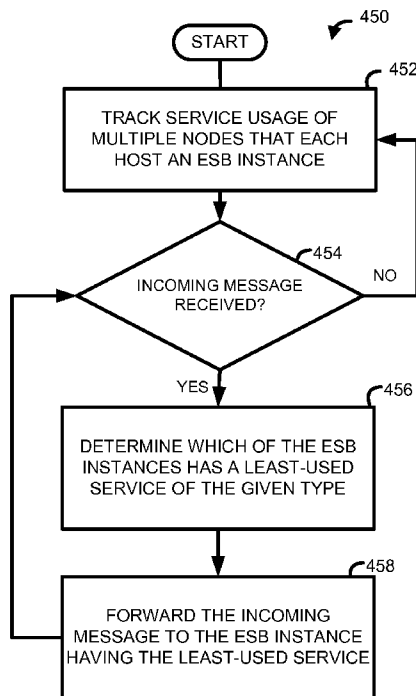 450
START
452
TRACK SERVICE USAGE OF
MULTIPLE NODES THAT EACH
HOST AN ESB INSTANCE
454
INCOMING MESSAGE
RECEIVED?
NO
YES
456
DETERMINE WHICH OF THE ESB
INSTANCES HAS A LEAST-USED
SERVICE OF THE GIVEN TYPE
458
FORWARD THE INCOMING
MESSAGE TO THE ESB INSTANCE
HAVING THE LEAST-USED SERVICE